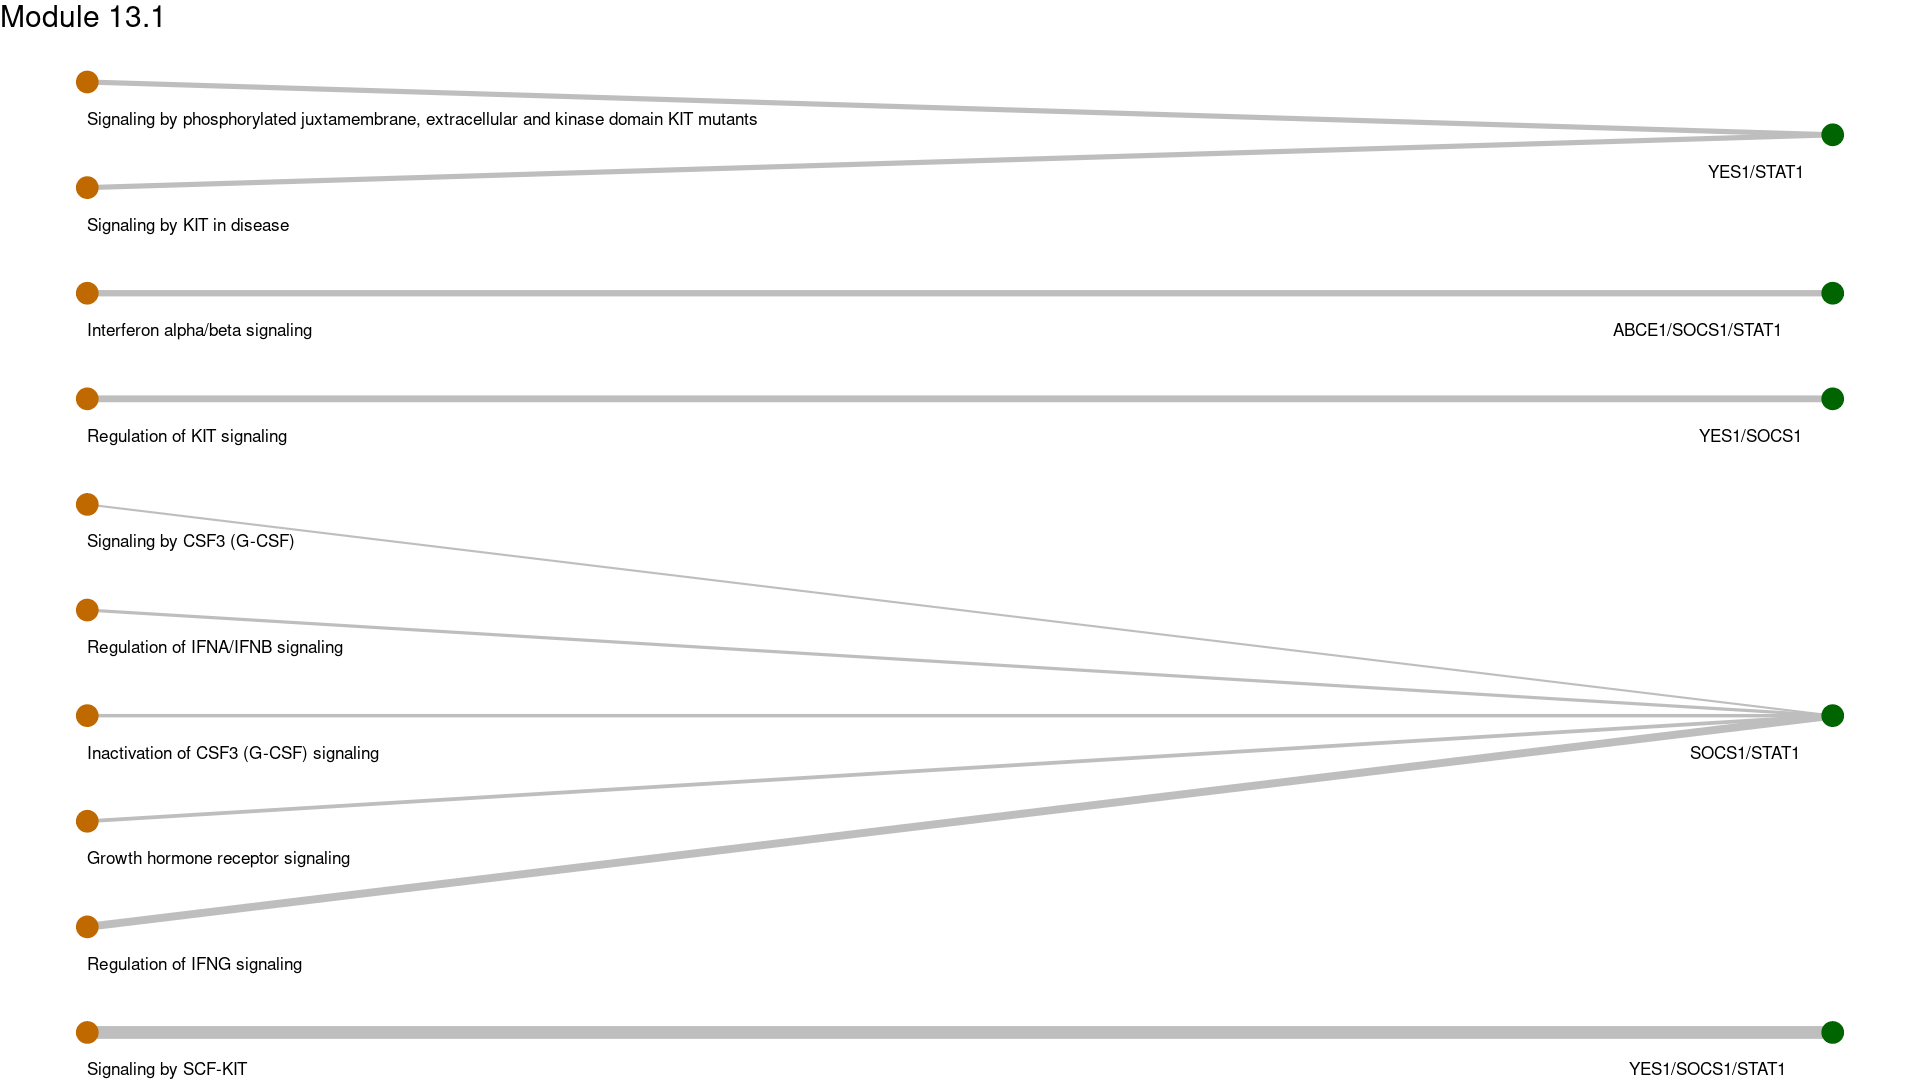 Module 13.1
Signaling by phosphorylated juxtamembrane, extracellular and kinase domain KIT mutants
YES1/STAT1
Signaling by KIT in disease
Interferon alpha/beta signaling
ABCE1/SOCS1/STAT1
Regulation of KIT signaling
YES1/SOCS1
Signaling by CSF3 (G-CSF)
Regulation of IFNA/IFNB signaling
Inactivation of CSF3 (G-CSF) signaling
SOCS1/STAT1
Growth hormone receptor signaling
Regulation of IFNG signaling
Signaling by SCF-KIT
YES1/SOCS1/STAT1